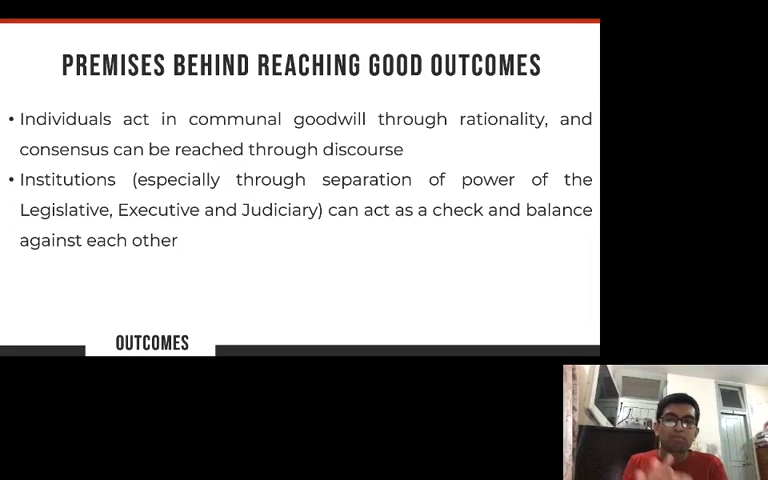 PREMISES BEHIND REACHING GOOD OUTCOMES
• Individuals act in communal goodwill through rationality, and
consensus can be reached through discourse
• Institutions (especially through separation of power of the
Legislative, Executive and Judiciary) can act as a check and balance
against each other
OUTCOMES